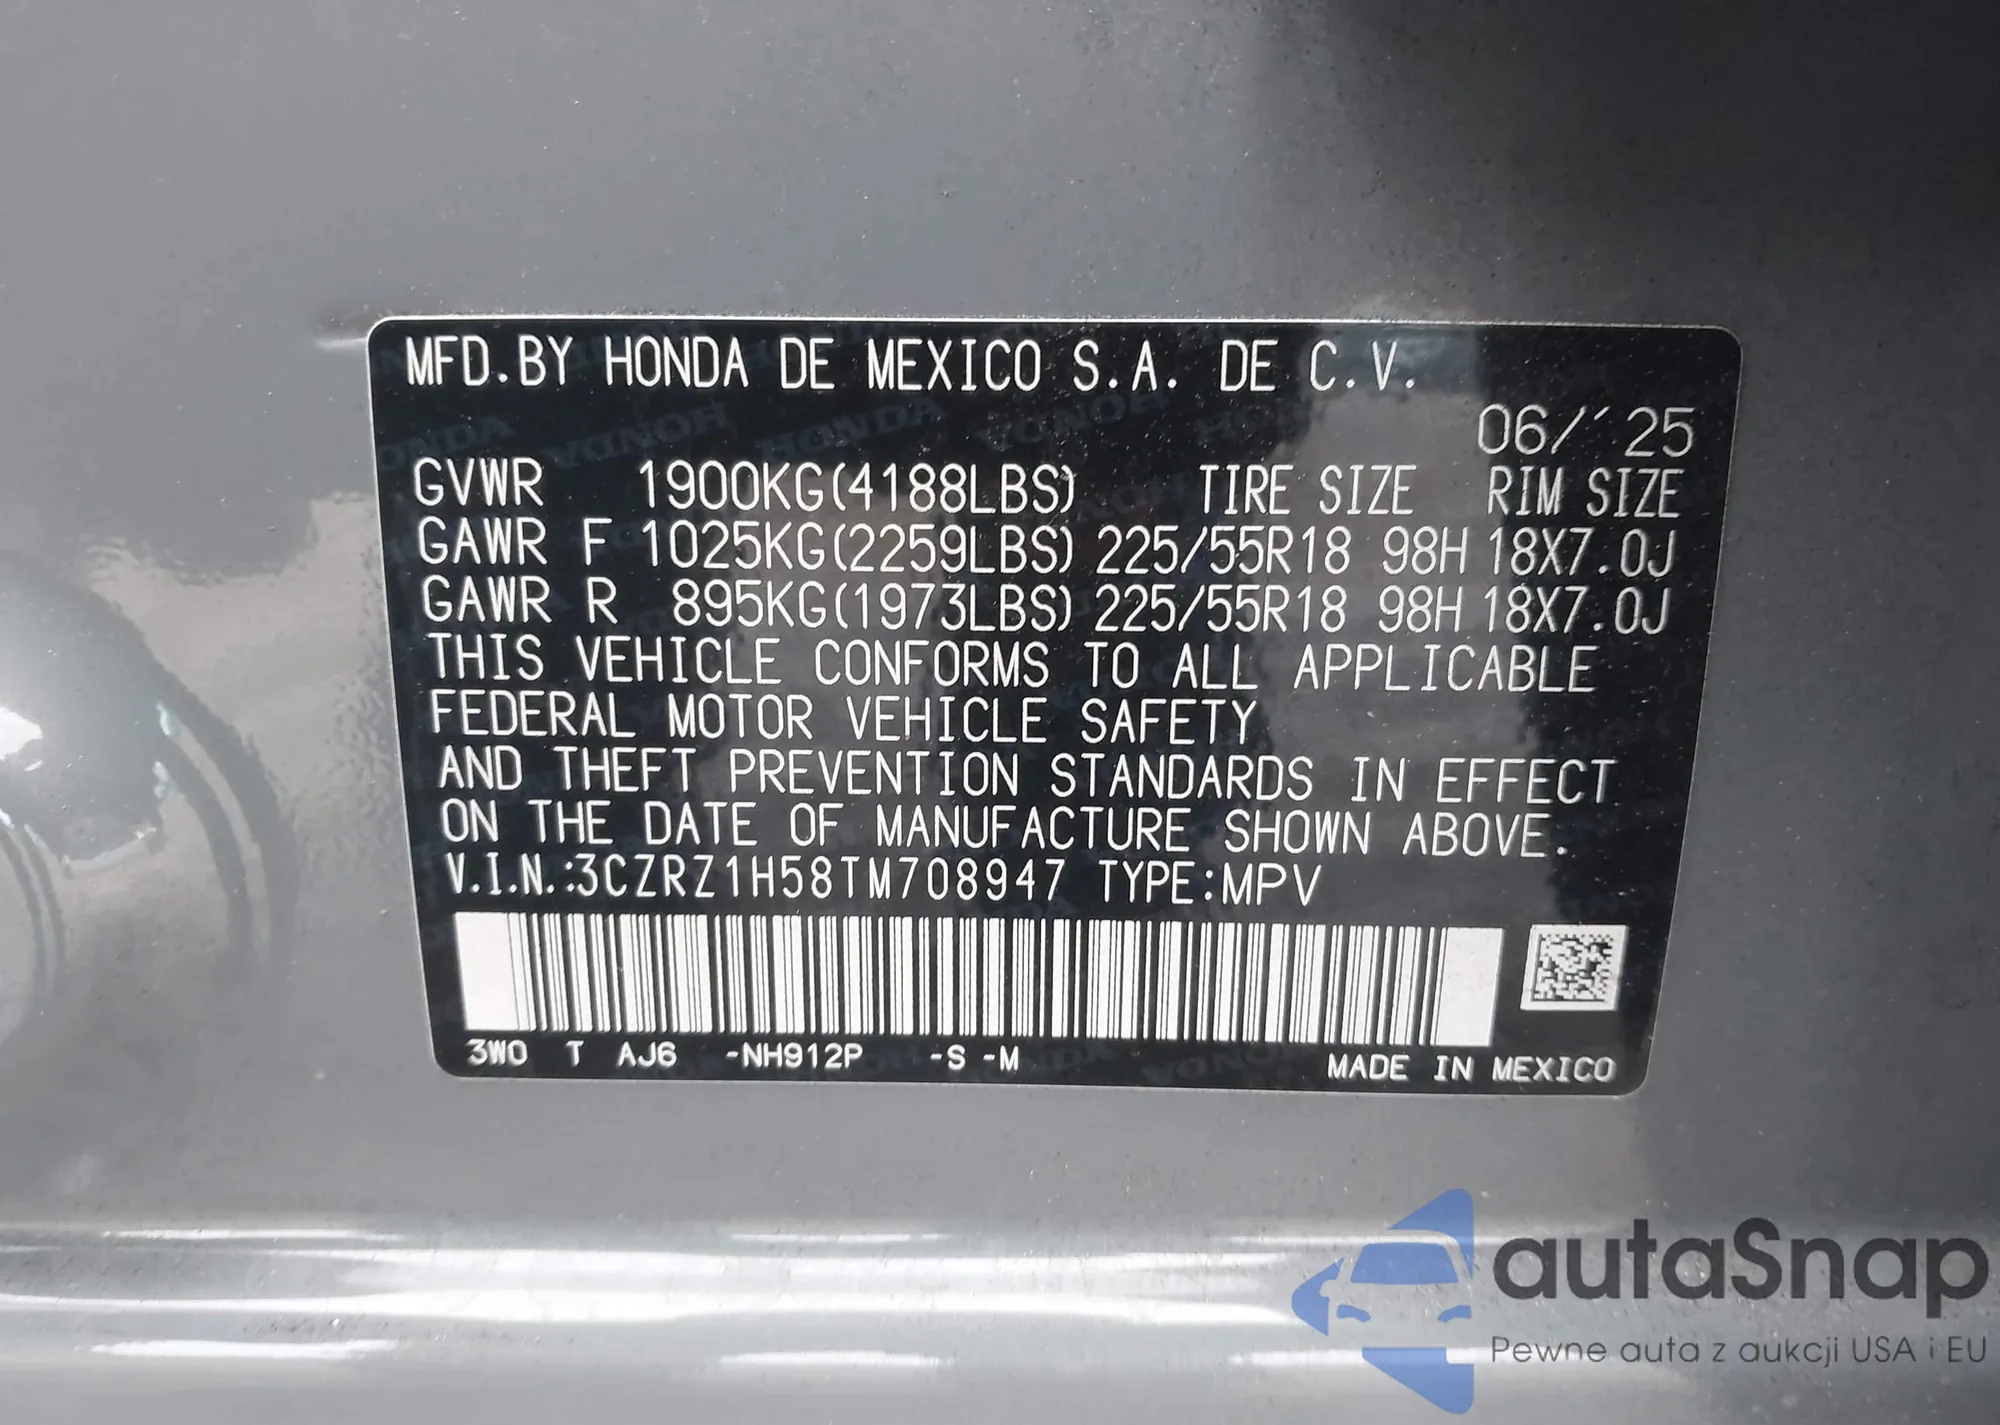 MFD.BY HONDA DE MEXICO S.A. DE C.V.
06/´25
GVWR 1900KG(4188LBS) TIRE SIZE RIM SIZE
GAWR F 1025KG(2259LBS) 225/55R18 98H 18X7.0J
GAWR R 895KG(1973LBS) 225/55R18 98H 18X7.0J
THIS VEHICLE CONFORMS TO ALL APPLICABLE
FEDERAL MOTOR VEHICLE SAFETY
AND THEFT PREVENTION STANDARDS IN EFFECT
ON THE DATE OF MANUFACTURE SHOWN ABOVE.
V.I.N.:3CZRZ1H58TM708947 TYPE:MPV
3W0 T AJ6 -NH912P -S -M
MADE IN MEXICO
autaSnap
Pewne auta z aukcji USA i EU